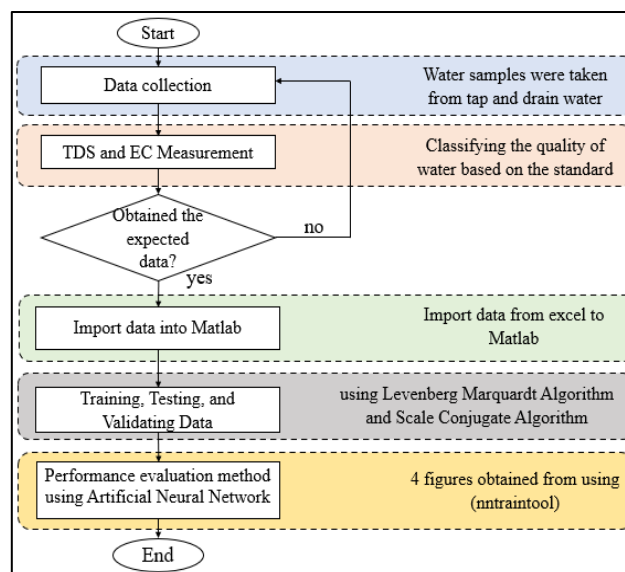 Start
Data collection
Water samples were taken
from tap and drain water
TDS and EC Measurement
Classifying the quality of
water based on the standard
Obtained the
expected
data?
no
yes
Import data into Matlab
Import data from excel to
Matlab
Training, Testing, and
Validating Data
using Levenberg Marquardt Algorithm
and Scale Conjugate Algorithm
Performance evaluation method
using Artificial Neural Network
4 figures obtained from using
(nntraintool)
End